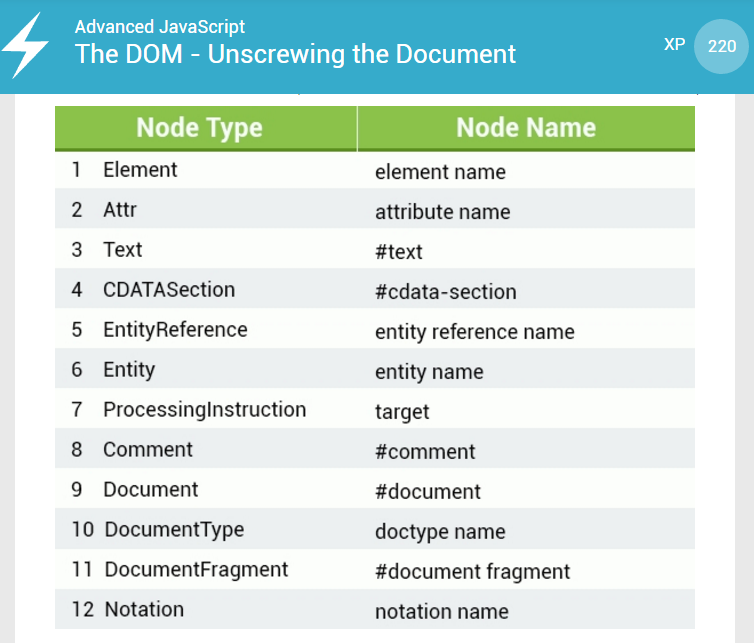 Advanced JavaScript
The DOM - Unscrewing the Document
XP 220
Node Type Node Name
1 Element element name
2 Attr attribute name
3 Text #text
4 CDATASection #cdata-section
5 EntityReference entity reference name
6 Entity entity name
7 ProcessingInstruction target
8 Comment #comment
9 Document #document
10 DocumentType doctype name
11 DocumentFragment #document fragment
12 Notation notation name